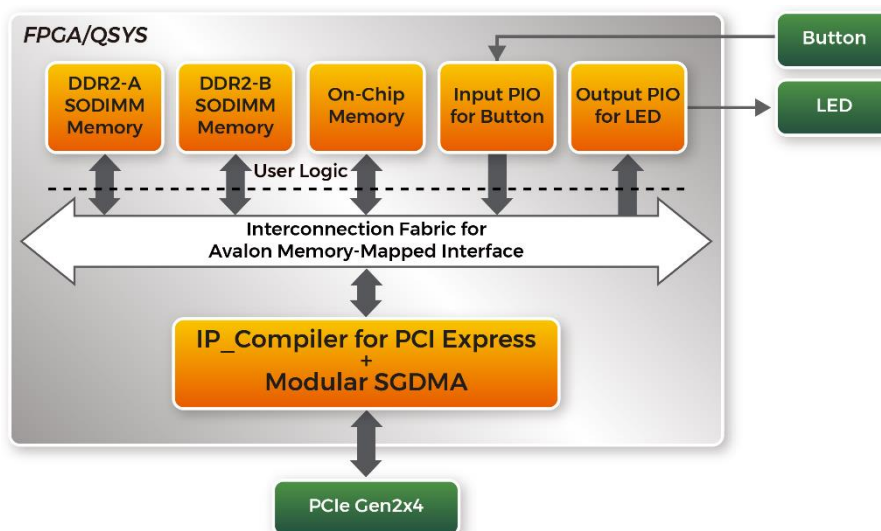 FPGA/QSYS
Button
LED
DDR2-A
SODIMM
Memory
DDR2-B
SODIMM
Memory
On-Chip
Memory
Input PIO
for Button
Output PIO
for LED
User Logic
Interconnection Fabric for
Avalon Memory-Mapped Interface
IP_Compiler for PCI Express
+
Modular SGDMA
PCIe Gen2x4